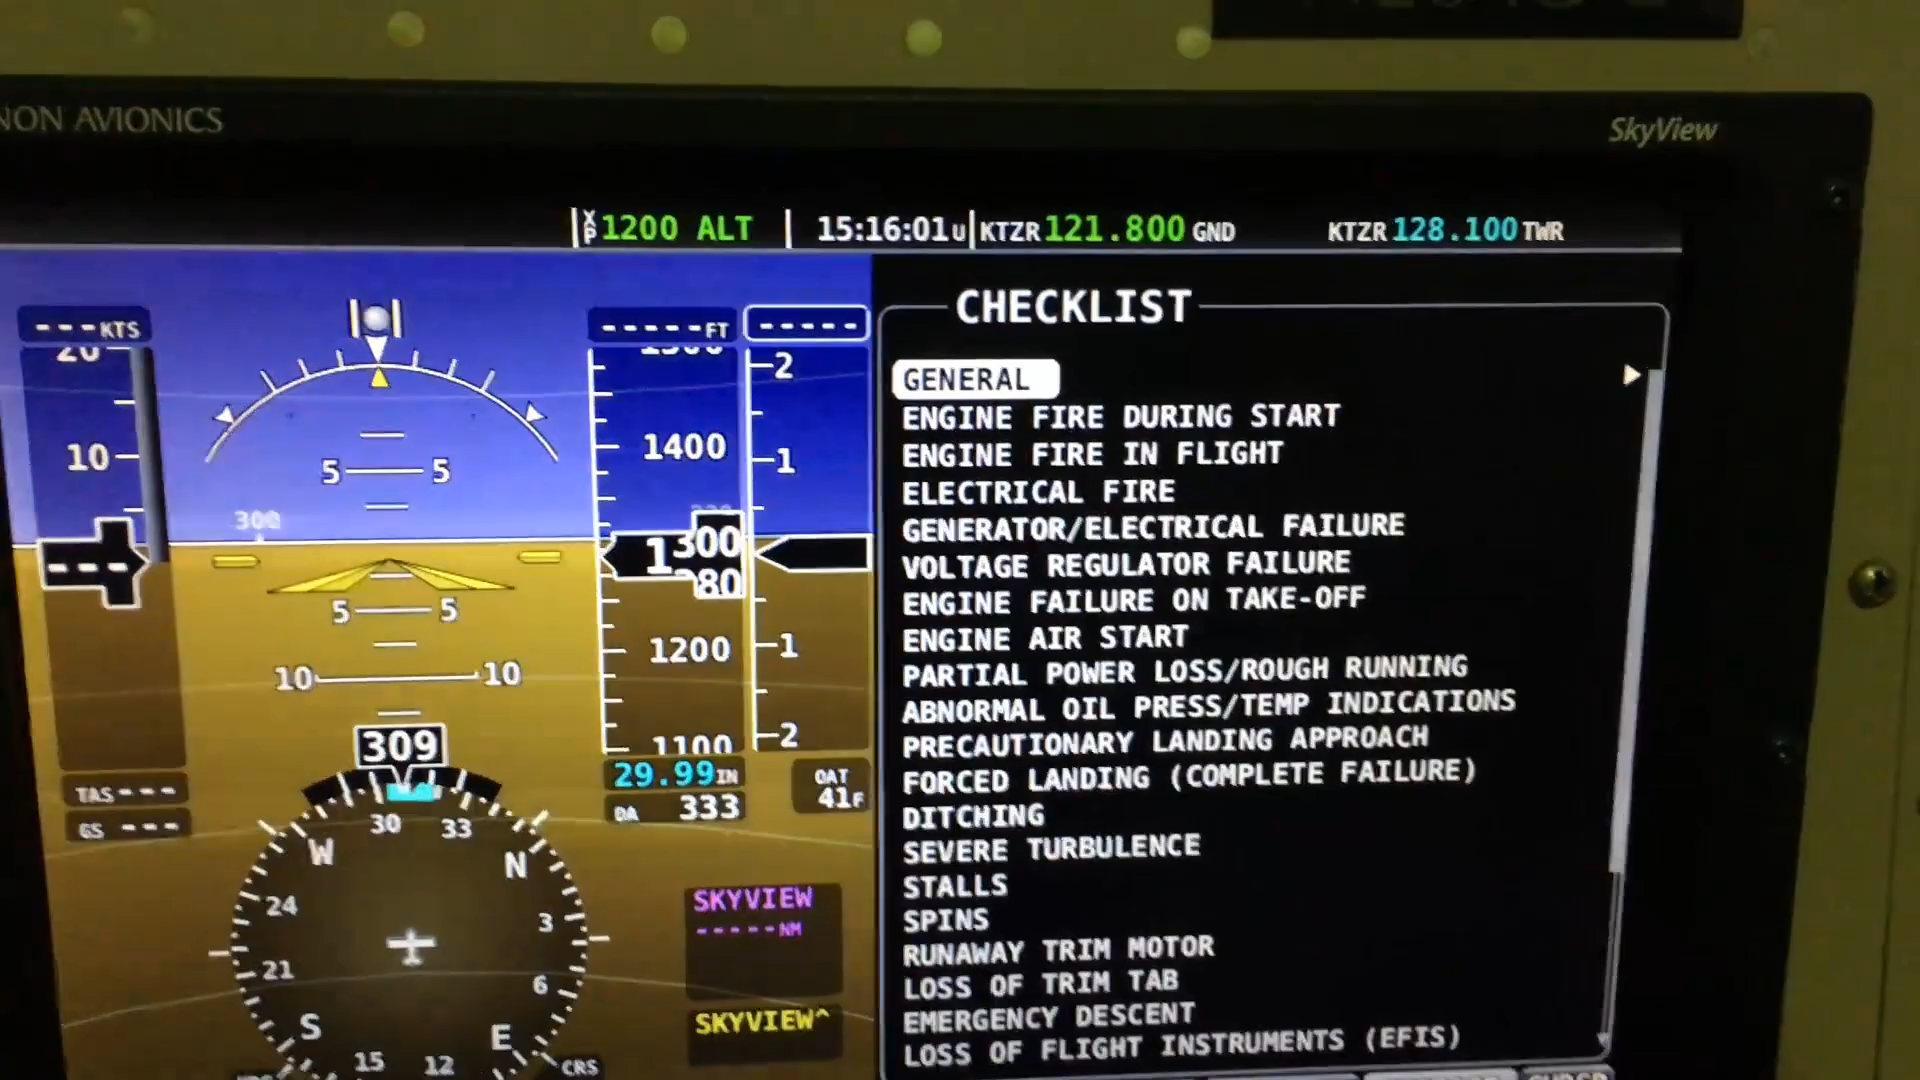 NON AVIONICS
SkyView
XP 1200 ALT
15:16:01U
KTZR 121.800 GND
KTZR 128.100 TWR
---KTS
20
10
---
TAS ---
GS ---
5 5
300
5 5
10 10
-----FT
-----
1400
1300
80
1200
1100
2
1
1
2
29.99IN
DA 333
OAT
41F
309
30
33
W
N
24
3
21
6
S
E
15
12
CRS
SKYVIEW
-----NM
SKYVIEW^
CHECKLIST
GENERAL
ENGINE FIRE DURING START
ENGINE FIRE IN FLIGHT
ELECTRICAL FIRE
GENERATOR/ELECTRICAL FAILURE
VOLTAGE REGULATOR FAILURE
ENGINE FAILURE ON TAKE-OFF
ENGINE AIR START
PARTIAL POWER LOSS/ROUGH RUNNING
ABNORMAL OIL PRESS/TEMP INDICATIONS
PRECAUTIONARY LANDING APPROACH
FORCED LANDING (COMPLETE FAILURE)
DITCHING
SEVERE TURBULENCE
STALLS
SPINS
RUNAWAY TRIM MOTOR
LOSS OF TRIM TAB
EMERGENCY DESCENT
LOSS OF FLIGHT INSTRUMENTS (EFIS)